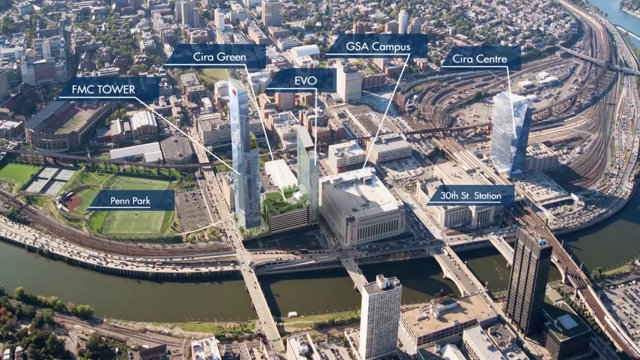 GSA Campus
Cira Green
Cira Centre
EVO
FMC TOWER
Penn Park
30th St. Station